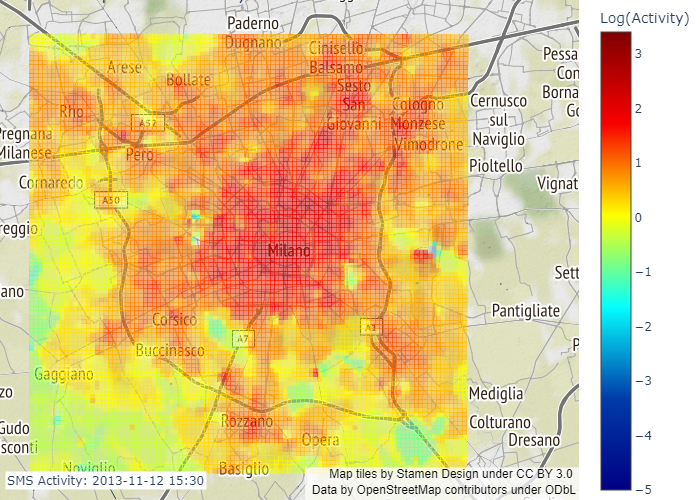 Log(Activity)
Paderno
Dugnano
Cinisello
Balsamo
Arese
Bollate
Sesto
San
Giovanni
Cologno
Monzese
Vimodrone
Pessa
Con
Borna
Go
Cernusco
sul
Naviglio
Rho
A52
Pregnana
Milanese
Pero
Pioltello
Cornaredo
Vignat
A50
reggio
Milano
Sett
ano
Pantigliate
Corsico
A7
A1
Buccinasco
P
Gaggiano
zo
Mediglia
Gudo
sconti
Rozzano
Opera
Colturano
Dresano
Noviglio
Basiglio
SMS Activity: 2013-11-12 15:30
Map tiles by Stamen Design under CC BY 3.0
Data by OpenStreetMap contributors under ODbL
3
2
1
0
−1
−2
−3
−4
−5